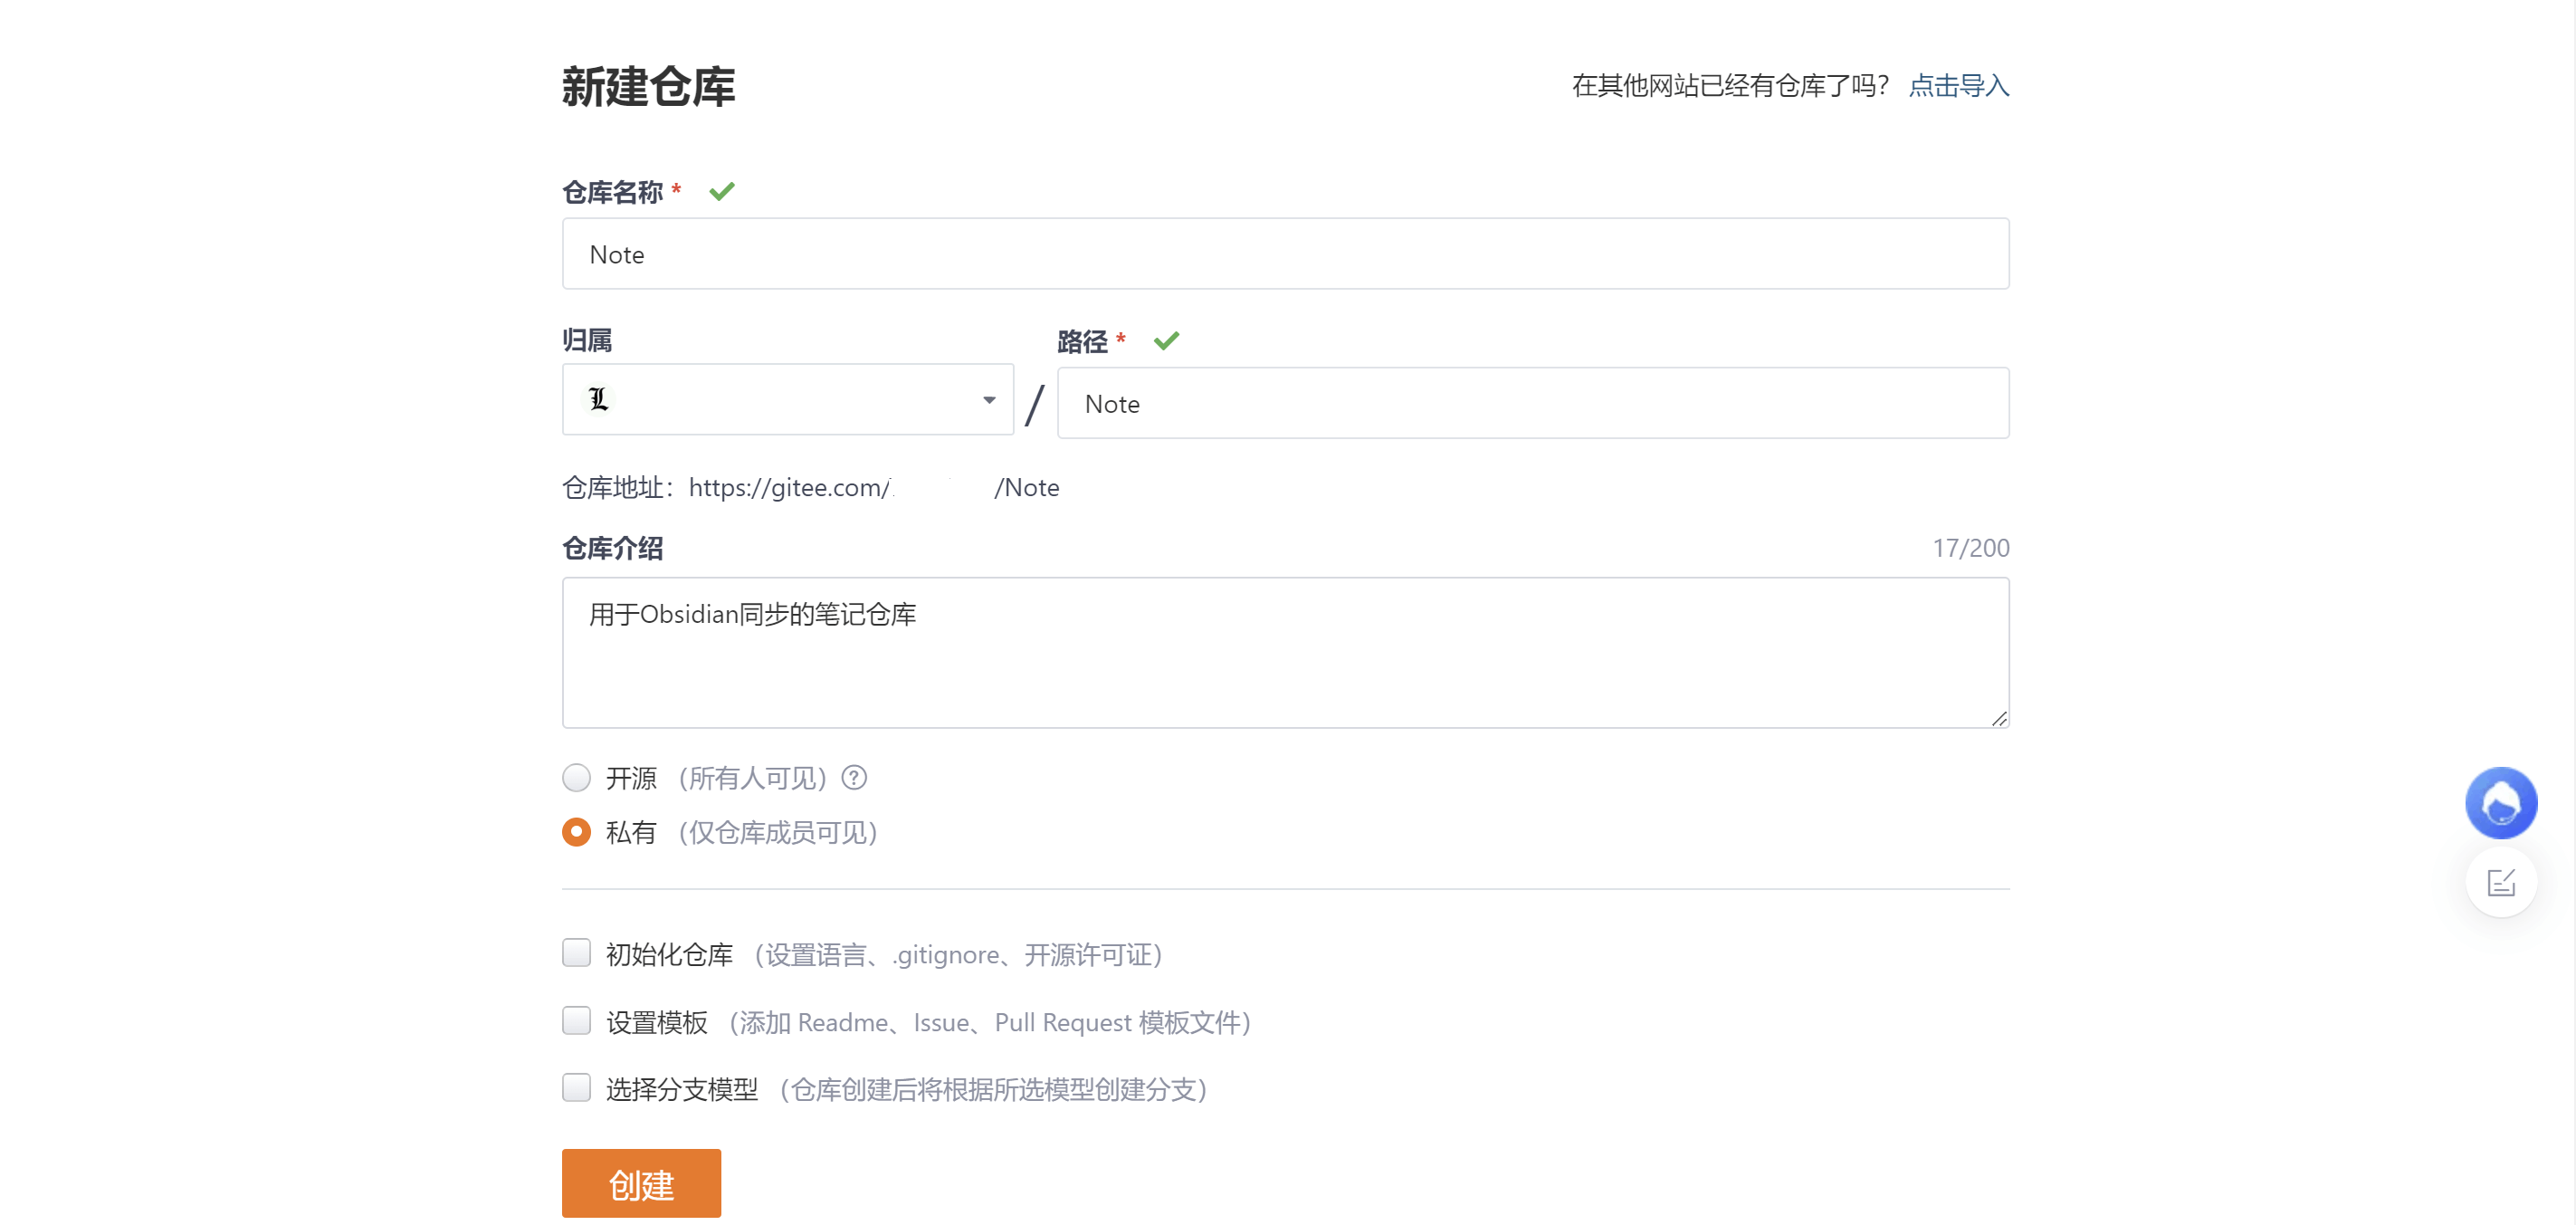 新建仓库
在其他网站已经有仓库了吗？ 点击导入
仓库名称 *
Note
归属
路径 *
L
/
Note
仓库地址：https://gitee.com/ /Note
仓库介绍
17/200
用于Obsidian同步的笔记仓库
开源 （所有人可见）?
私有 （仅仓库成员可见）
初始化仓库 （设置语言、.gitignore、开源许可证）
设置模板 （添加 Readme、Issue、Pull Request 模板文件）
选择分支模型 （仓库创建后将根据所选模型创建分支）
创建